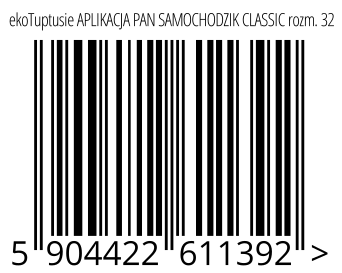 ekoTuptusie APLIKACJA PAN SAMOCHODZIK CLASSIC rozm. 32
5 904422 611392 >